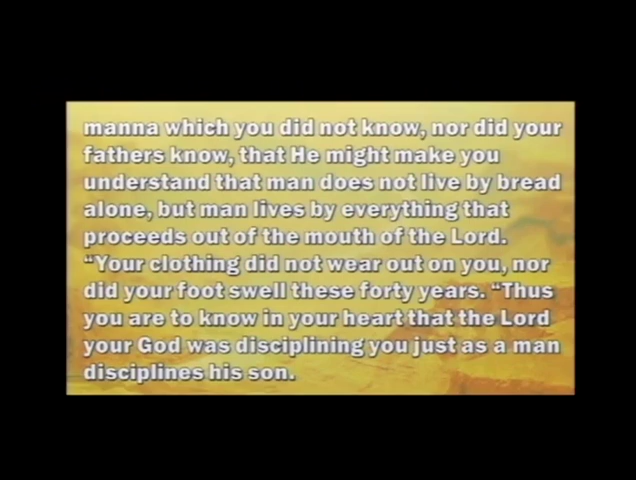 manna which you did not know, nor did your
fathers know, that He might make you
understand that man does not live by bread
alone, but man lives by everything that
proceeds out of the mouth of the Lord.
“Your clothing did not wear out on you, nor
did your foot swell these forty years. “Thus
you are to know in your heart that the Lord
your God was disciplining you just as a man
disciplines his son.